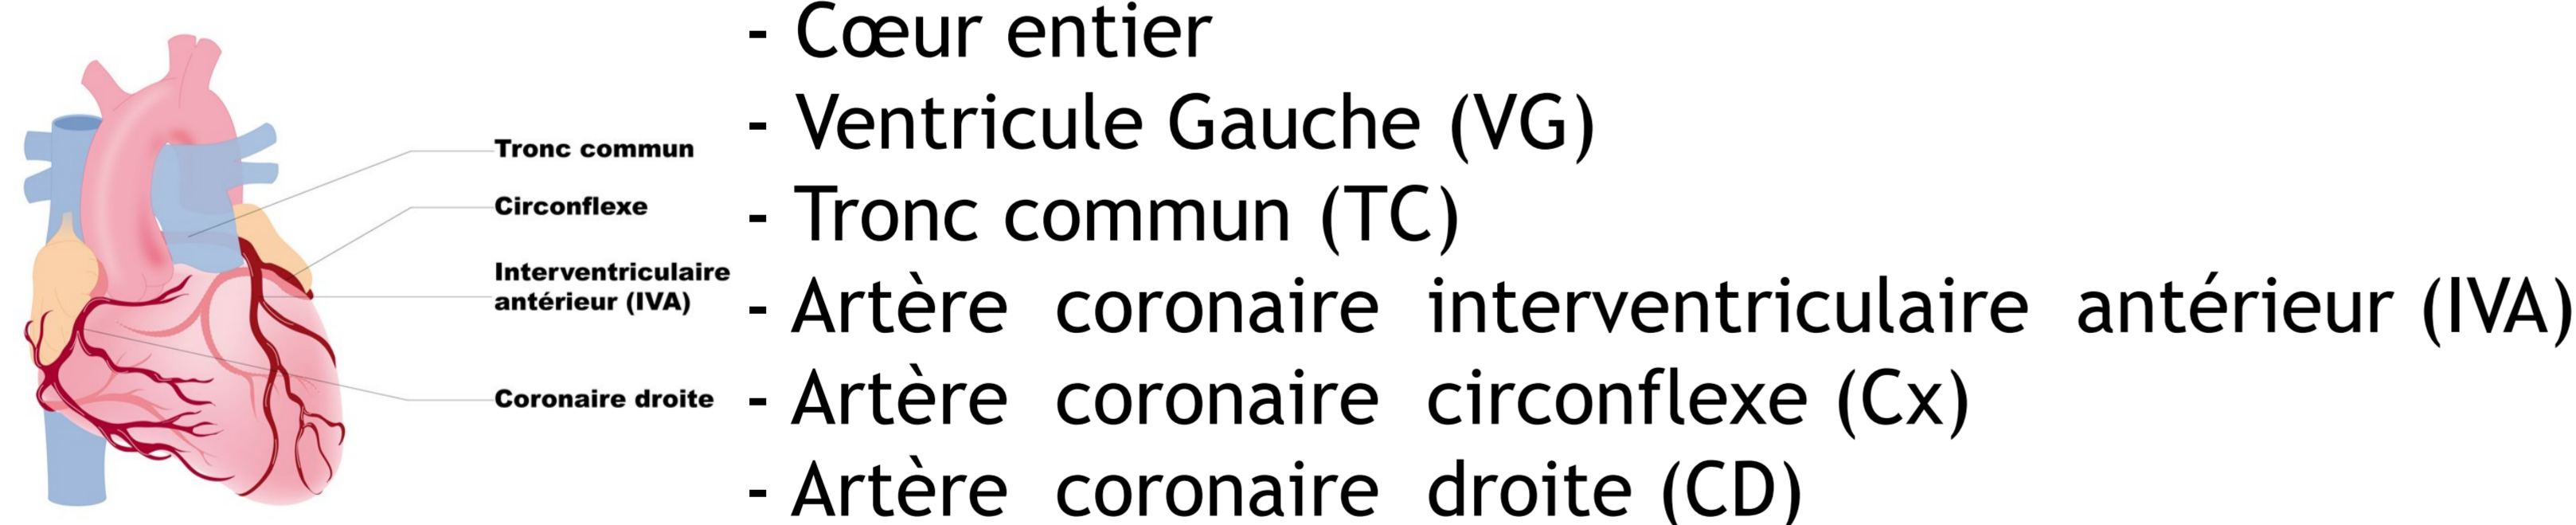 Tronc commun
Circonflexe
Interventriculaire
antérieur (IVA)
Coronaire droite
- Cœur entier
- Ventricule Gauche (VG)
- Tronc commun (TC)
- Artère coronaire interventriculaire antérieur (IVA)
- Artère coronaire circonflexe (Cx)
- Artère coronaire droite (CD)